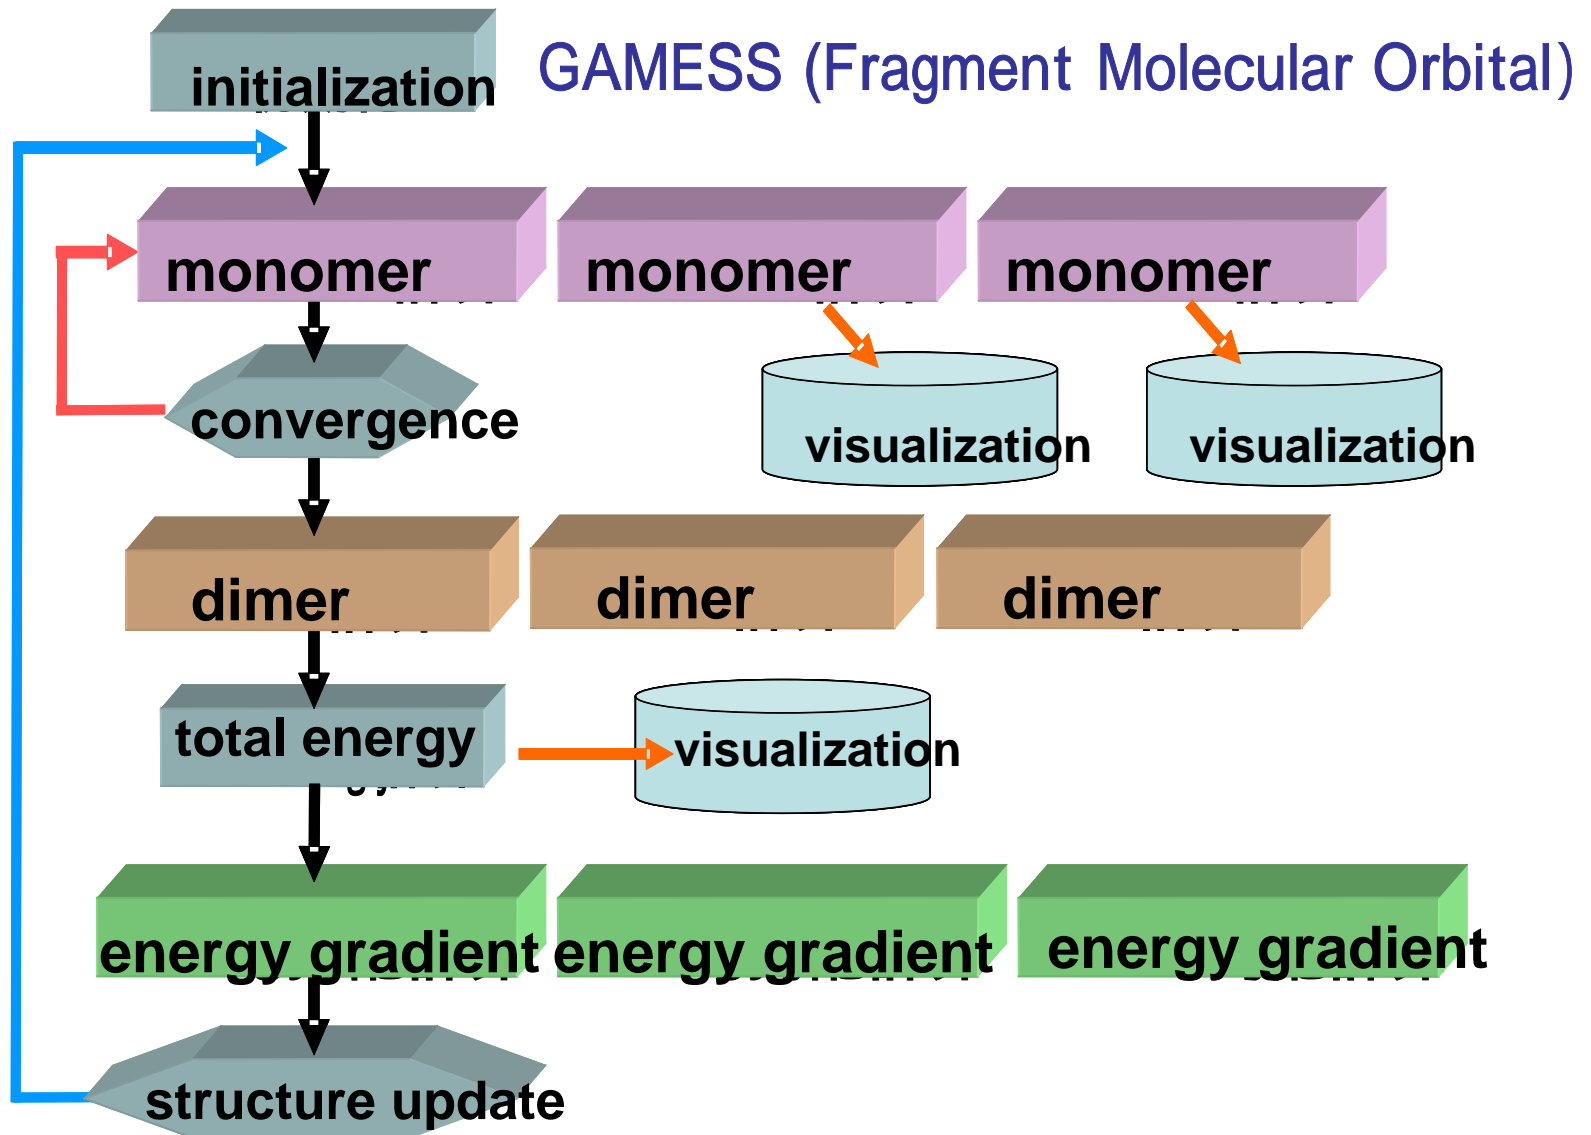 initialization
GAMESS (Fragment Molecular Orbital)
monomer
monomer
monomer
convergence
visualization
visualization
dimer
dimer
dimer
total energy
visualization
energy gradient
energy gradient
energy gradient
structure update